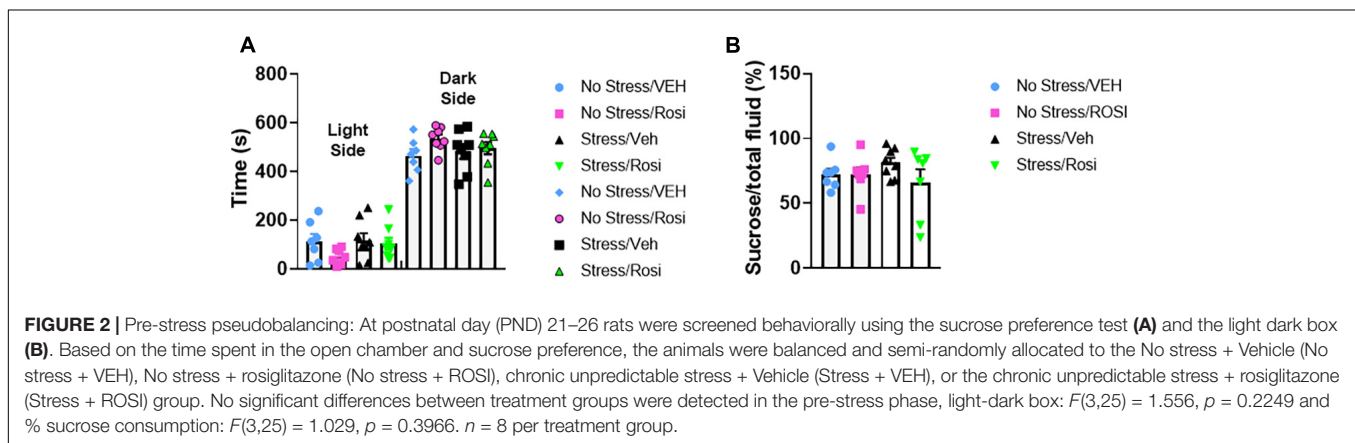 A
B
800
600
400
200
0
Time (s)
Light
Side
Dark
Side
No Stress/VEH
No Stress/Rosi
Stress/Veh
Stress/Rosi
No Stress/VEH
No Stress/Rosi
Stress/Veh
Stress/Rosi
150
100
50
0
Sucrose/total fluid (%)
No Stress/VEH
No Stress/ROSI
Stress/Veh
Stress/Rosi
FIGURE 2 | Pre-stress pseudobalancing: At postnatal day (PND) 21–26 rats were screened behaviorally using the sucrose preference test (A) and the light dark box
(B). Based on the time spent in the open chamber and sucrose preference, the animals were balanced and semi-randomly allocated to the No stress + Vehicle (No
stress + VEH), No stress + rosiglitazone (No stress + ROSI), chronic unpredictable stress + Vehicle (Stress + VEH), or the chronic unpredictable stress + rosiglitazone
(Stress + ROSI) group. No significant differences between treatment groups were detected in the pre-stress phase, light-dark box: F(3,25) = 1.556, p = 0.2249 and
% sucrose consumption: F(3,25) = 1.029, p = 0.3966. n = 8 per treatment group.